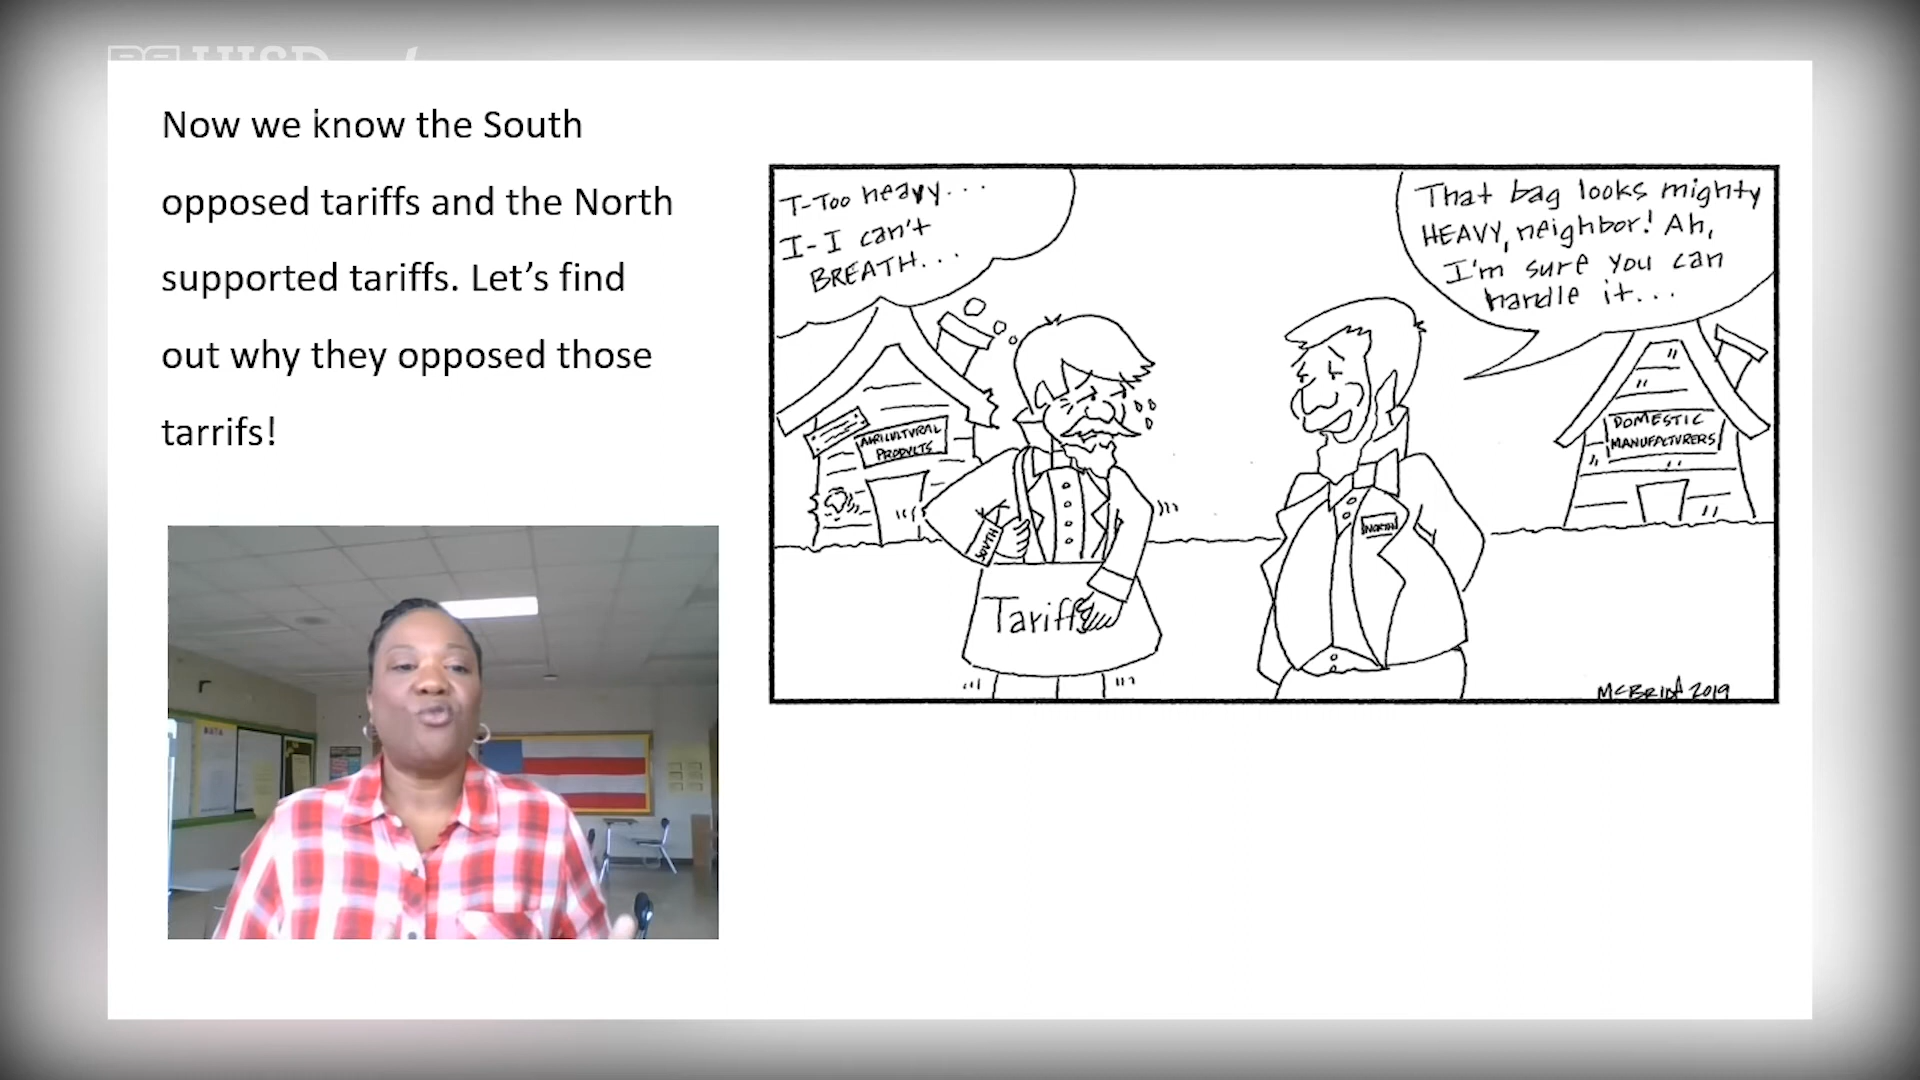 Now we know the South
opposed tariffs and the North
supported tariffs. Let’s find
out why they opposed those
tarrifs!
T-Too heavy...
I-I can't
BREATH...
That bag looks mighty
HEAVY, neighbor! Ah,
I'm sure you can
handle it...
AGRICULTURAL
PRODUCTS
DOMESTIC
MANUFACTURERS
SOUTH
NORTH
Tariffs
McBRIDE 2019
DATA